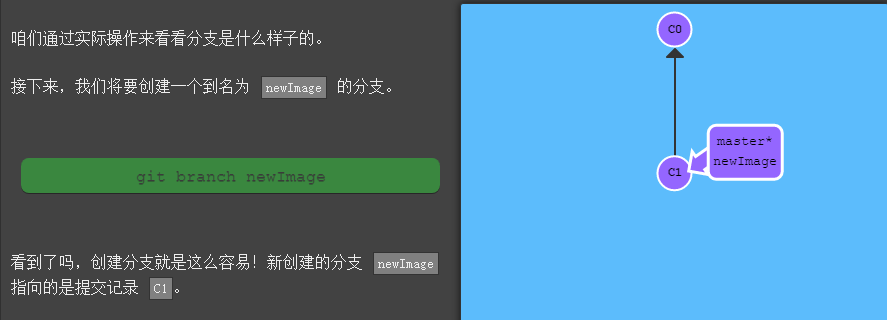 咱们通过实际操作来看看分支是什么样子的。
接下来，我们将要创建一个到名为 newImage 的分支。
git branch newImage
看到了吗，创建分支就是这么容易！新创建的分支 newImage
指向的是提交记录 C1。
C0
master*
newImage
C1